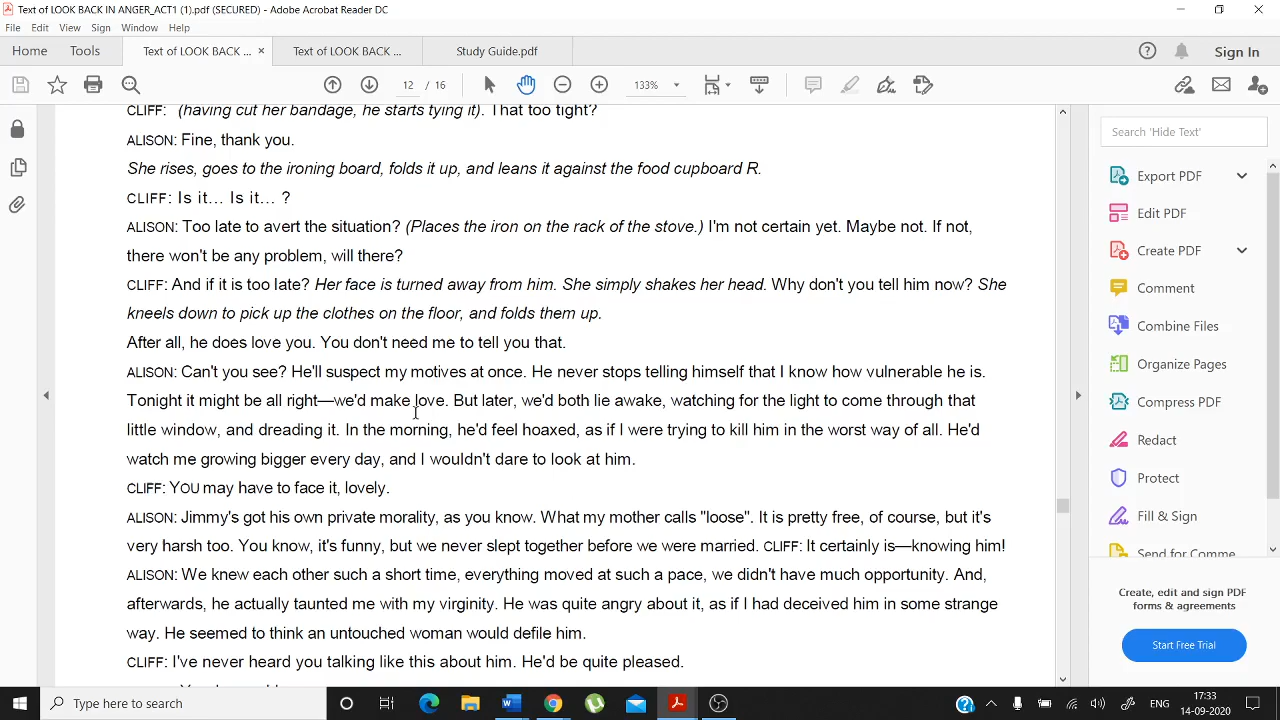 Text of LOOK BACK IN ANGER_ACT1 (1).pdf (SECURED) - Adobe Acrobat Reader DC
File Edit View Sign Window Help
Home Tools Text of LOOK BACK ... × Text of LOOK BACK ... Study Guide.pdf Sign In
12 / 16 133%
CLIFF: (having cut her bandage, he starts tying it). That too tight?
ALISON: Fine, thank you.
She rises, goes to the ironing board, folds it up, and leans it against the food cupboard R.
CLIFF: Is it... Is it... ?
ALISON: Too late to avert the situation? (Places the iron on the rack of the stove.) I'm not certain yet. Maybe not. If not,
there won't be any problem, will there?
CLIFF: And if it is too late? Her face is turned away from him. She simply shakes her head. Why don't you tell him now? She
kneels down to pick up the clothes on the floor, and folds them up.
After all, he does love you. You don't need me to tell you that.
ALISON: Can't you see? He'll suspect my motives at once. He never stops telling himself that I know how vulnerable he is.
Tonight it might be all right—we'd make love. But later, we'd both lie awake, watching for the light to come through that
little window, and dreading it. In the morning, he'd feel hoaxed, as if I were trying to kill him in the worst way of all. He'd
watch me growing bigger every day, and I wouldn't dare to look at him.
CLIFF: YOU may have to face it, lovely.
ALISON: Jimmy's got his own private morality, as you know. What my mother calls "loose". It is pretty free, of course, but it's
very harsh too. You know, it's funny, but we never slept together before we were married. CLIFF: It certainly is—knowing him!
ALISON: We knew each other such a short time, everything moved at such a pace, we didn't have much opportunity. And,
afterwards, he actually taunted me with my virginity. He was quite angry about it, as if I had deceived him in some strange
way. He seemed to think an untouched woman would defile him.
CLIFF: I've never heard you talking like this about him. He'd be quite pleased.
Search 'Hide Text'
Export PDF
Edit PDF
Create PDF
Comment
Combine Files
Organize Pages
Compress PDF
Redact
Protect
Fill & Sign
Send for Comme
Create, edit and sign PDF
forms & agreements
Start Free Trial
Type here to search
ENG
17:33
14-09-2020